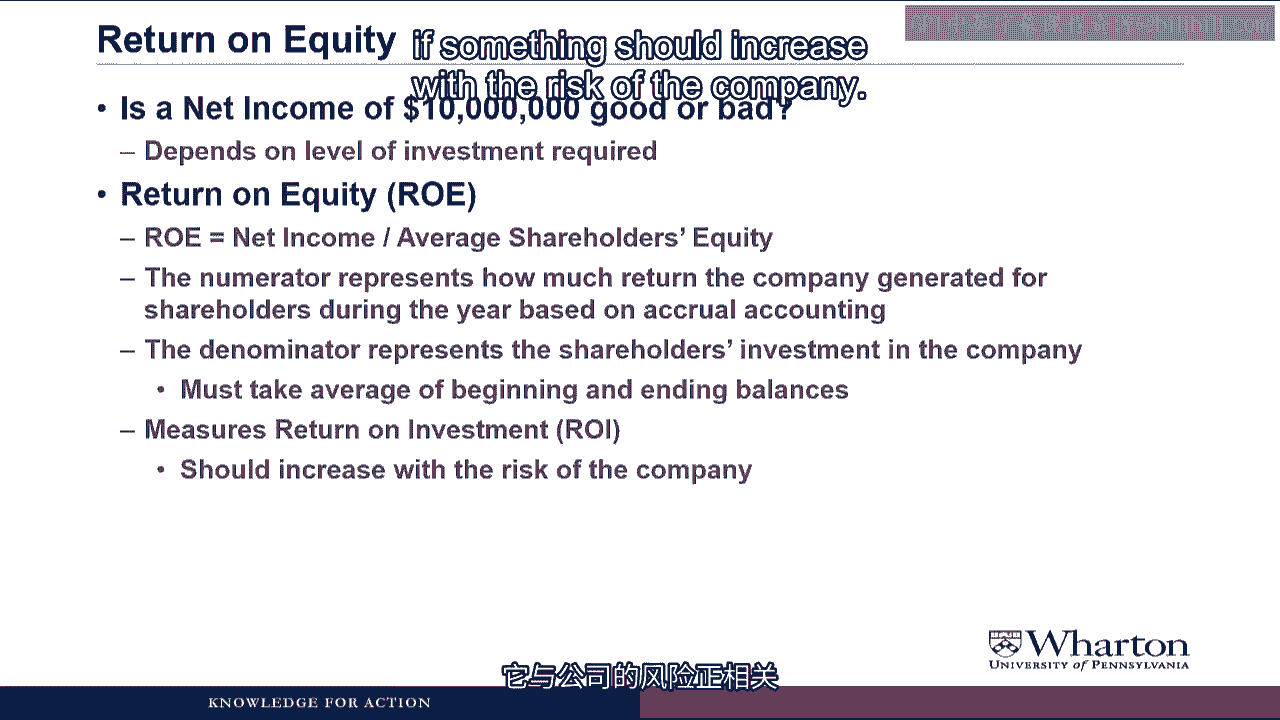 Return on Equity
if something should increase
with the risk of the company.
• Is a Net Income of $10,000,000 good or bad?
– Depends on level of investment required
• Return on Equity (ROE)
– ROE = Net Income / Average Shareholders’ Equity
– The numerator represents how much return the company generated for
shareholders during the year based on accrual accounting
– The denominator represents the shareholders’ investment in the company
• Must take average of beginning and ending balances
– Measures Return on Investment (ROI)
• Should increase with the risk of the company
Wharton
UNIVERSITY of PENNSYLVANIA
它与公司的风险正相关
KNOWLEDGE FOR ACTION